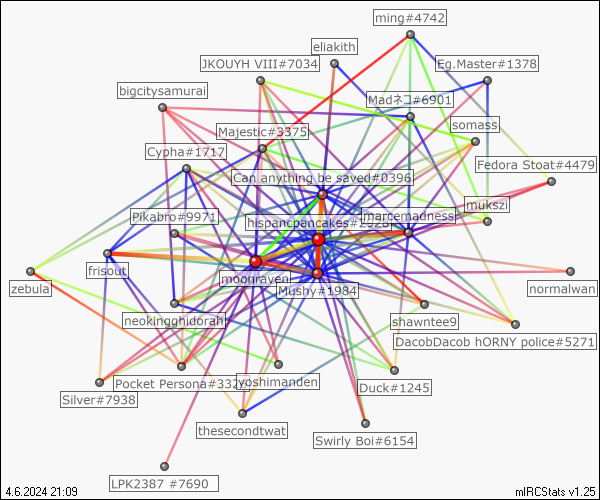 ming#4742
eliakith
JKOUYH VIII#7034
Eg.Master#1378
bigcitysamurai
Madネコ#6901
somass
Majestic#3375
Cypha#1717
Fedora Stoat#4479
Can anything be saved#0396
mukszi
Pikabro#9971
marcemadness
frisout
moonraven
Mushy#1984
zebula
normalwan
neokingghidorah
shawntee9
DacobDacob hORNY police#5271
Pocket Persona#332
yoshimanden
Duck#1245
Silver#7938
thesecondtwat
Swirly Boi#6154
LPK2387 #7690
4.6.2024 21:09
mIRCStats v1.25